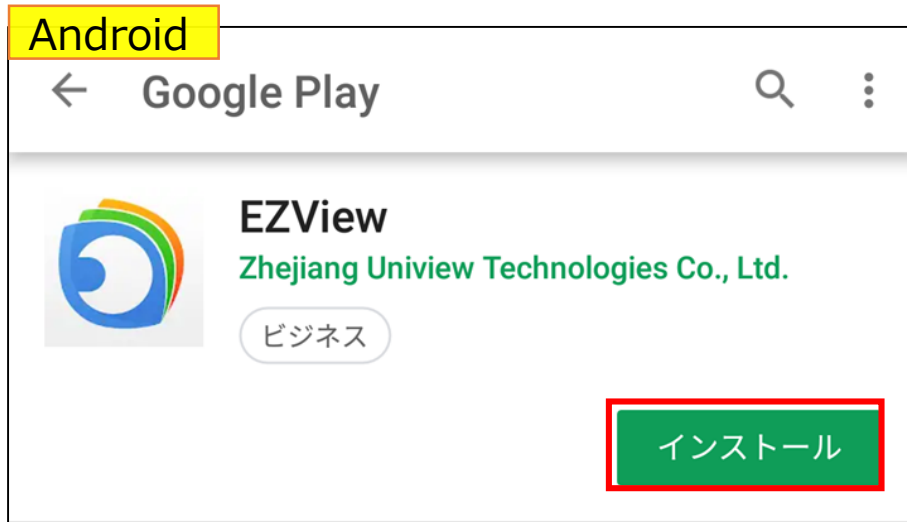 Android
Google Play
EZView
Zhejiang Uniview Technologies Co., Ltd.
ビジネス
インストール